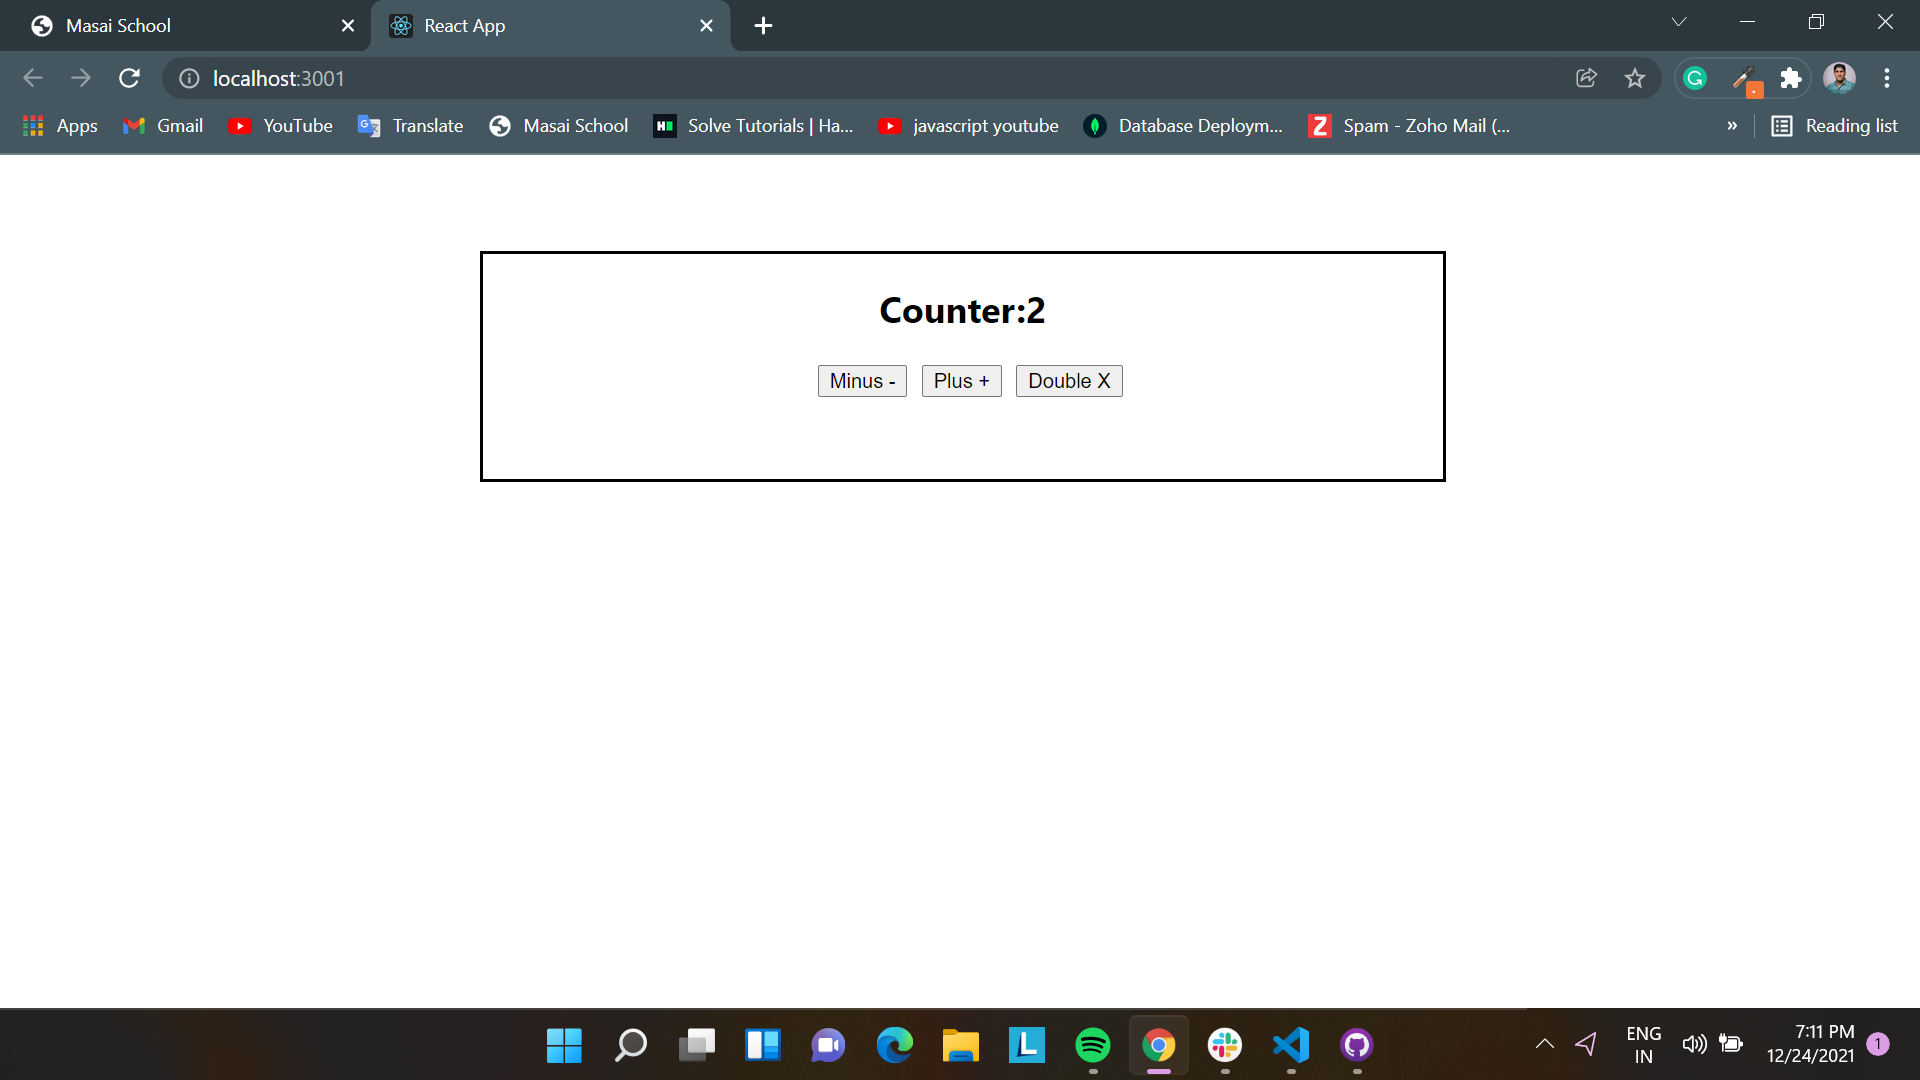 Masai School
React App
localhost:3001
Apps
Gmail
YouTube
Translate
Masai School
Solve Tutorials | Ha...
javascript youtube
Database Deploym...
Spam - Zoho Mail (...
»
Reading list
Counter:2
Minus -
Plus +
Double X
ENG
IN
7:11 PM
12/24/2021
1